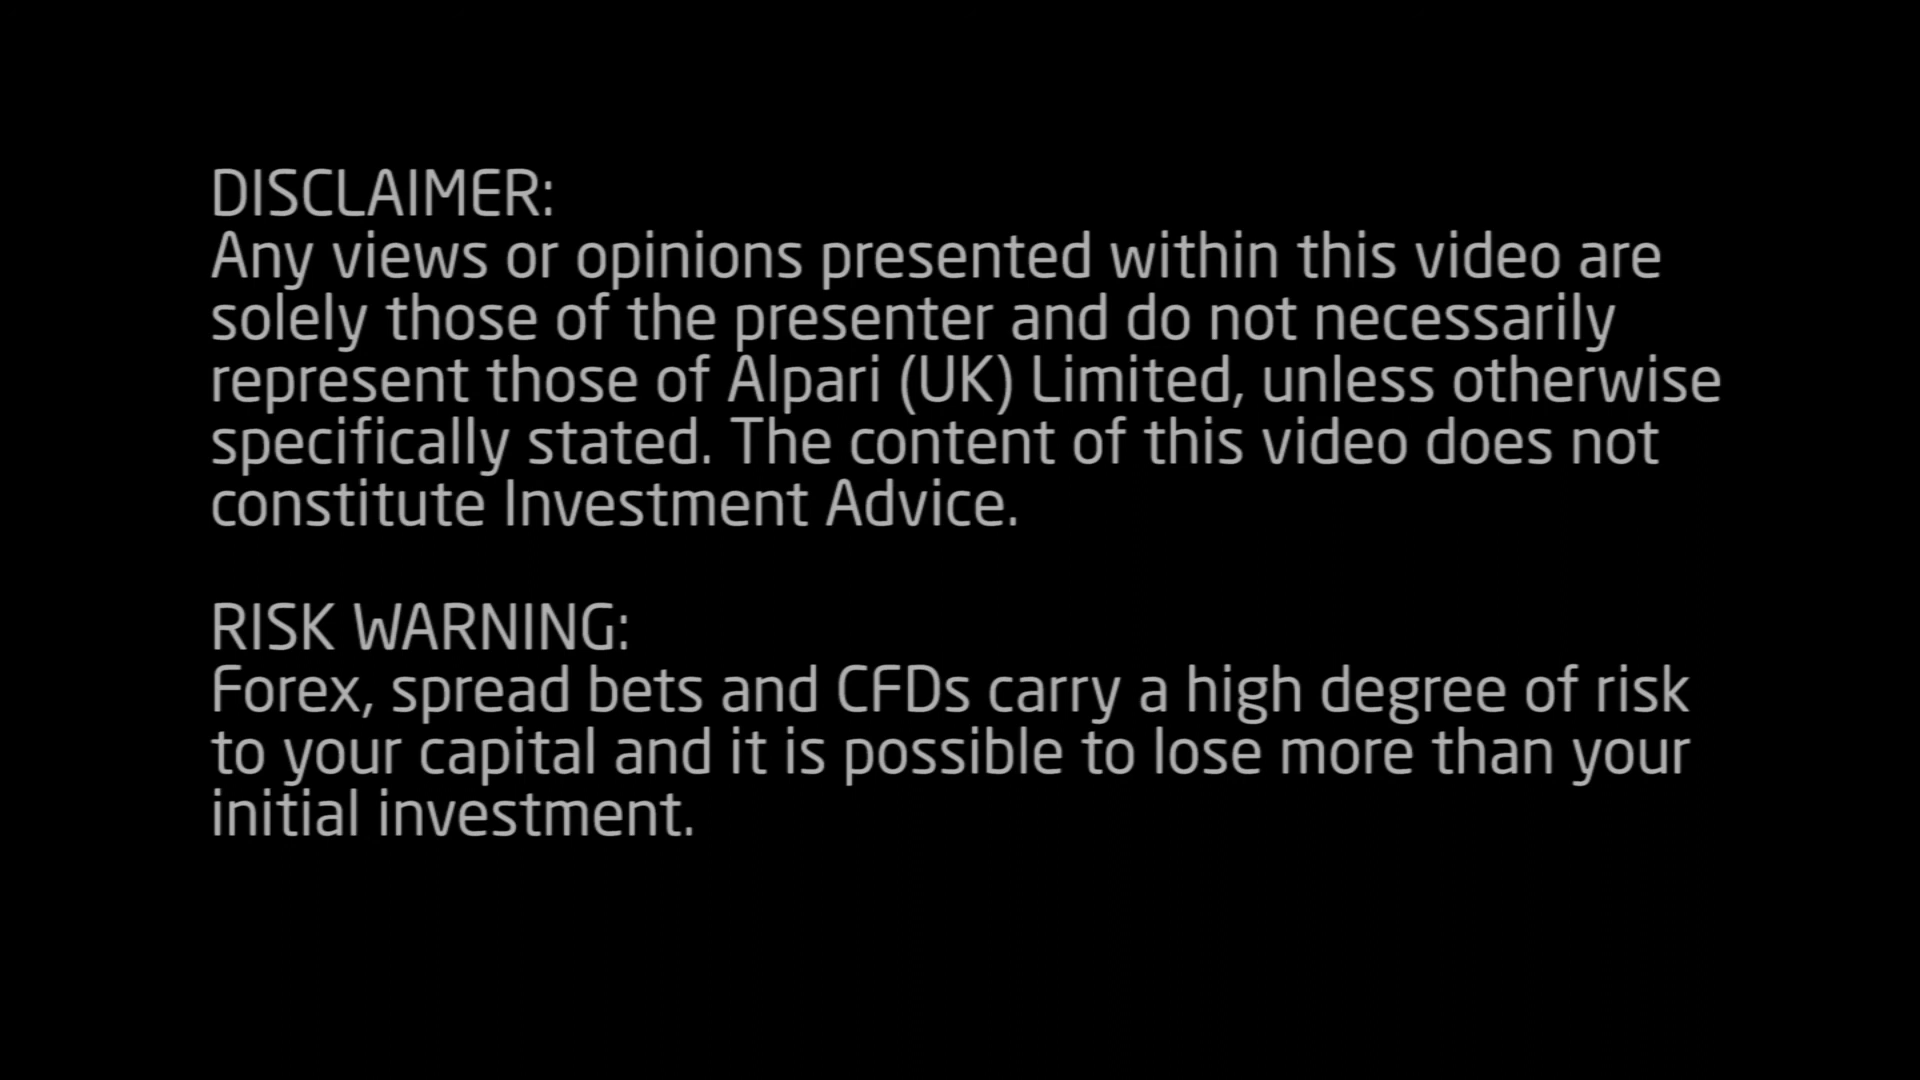 DISCLAIMER:
Any views or opinions presented within this video are
solely those of the presenter and do not necessarily
represent those of Alpari (UK) Limited, unless otherwise
specifically stated. The content of this video does not
constitute Investment Advice.
RISK WARNING:
Forex, spread bets and CFDs carry a high degree of risk
to your capital and it is possible to lose more than your
initial investment.